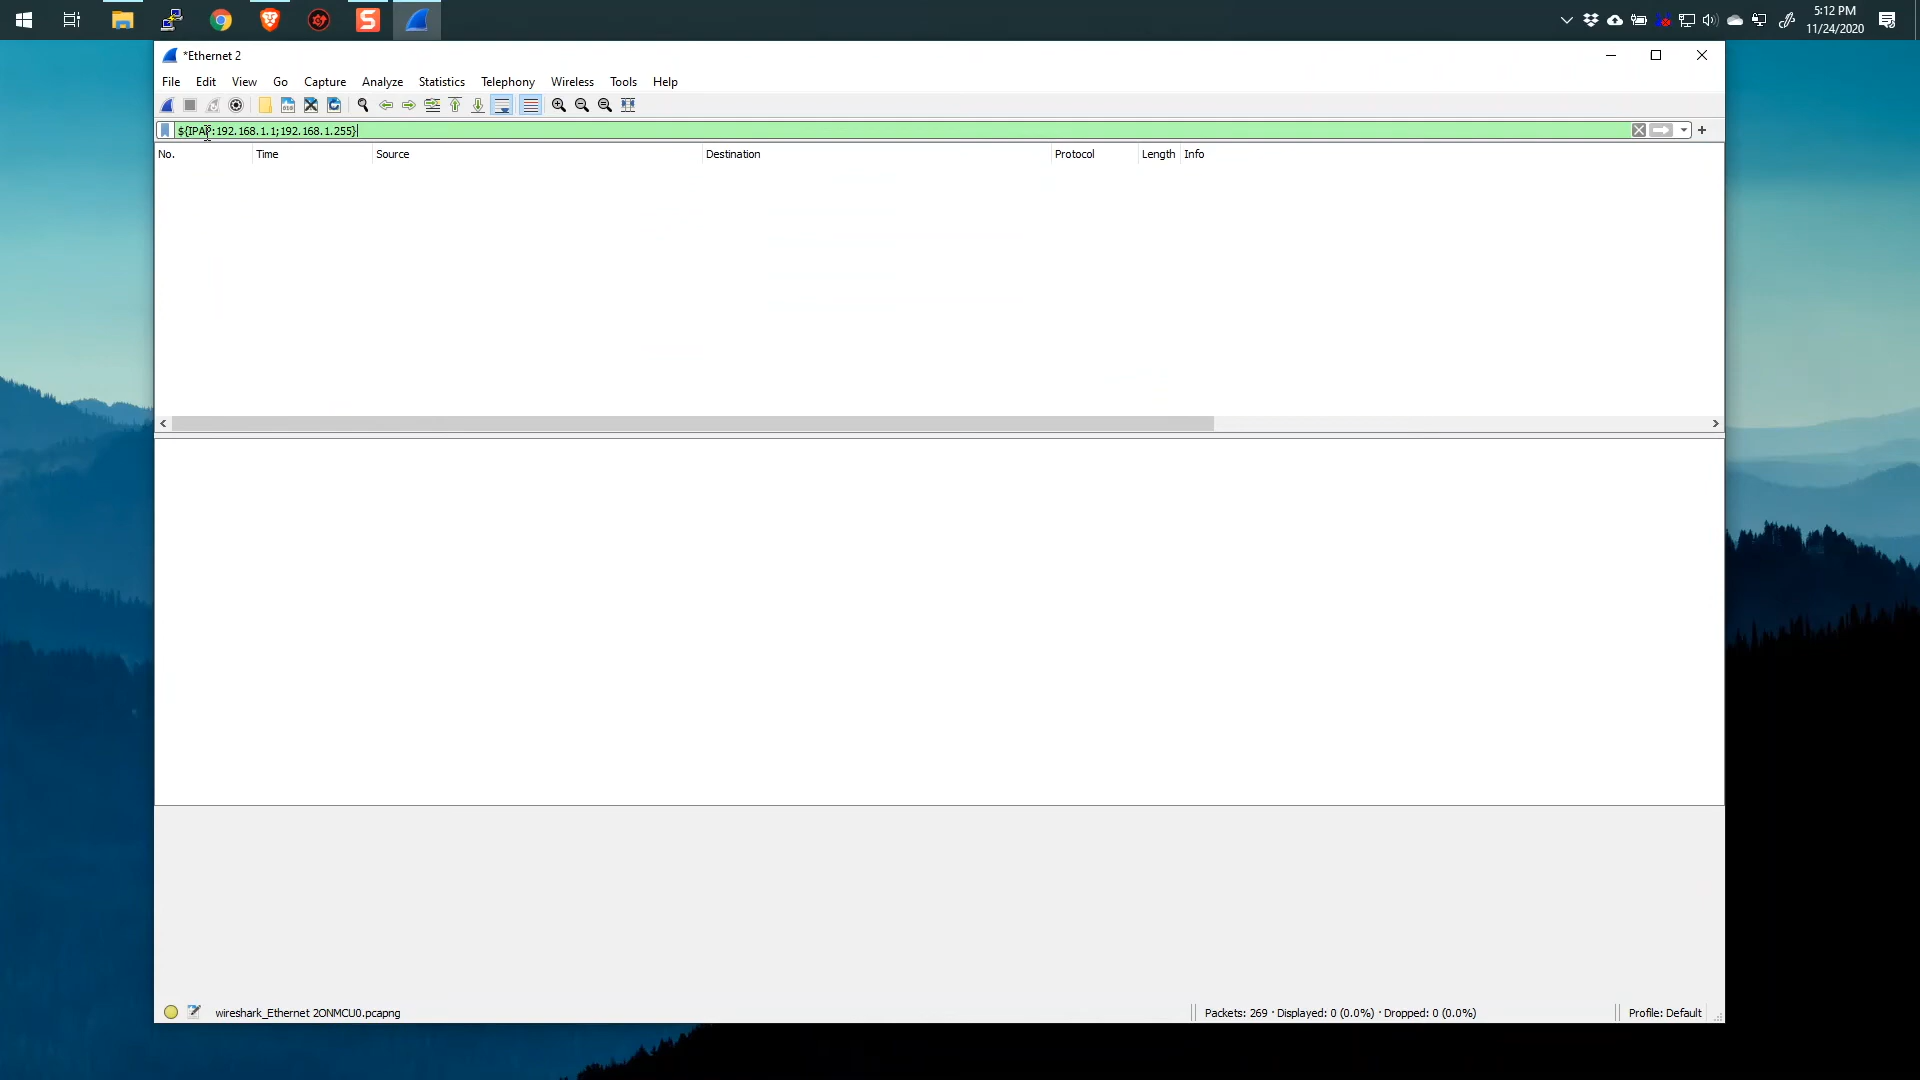 5:12 PM
11/24/2020
*Ethernet 2
File Edit View Go Capture Analyze Statistics Telephony Wireless Tools Help
192.168.1.1;192.168.1.255}
No. Time Source Destination Protocol Length Info
wireshark_Ethernet 2ONMCU0.pcapng
Packets: 269 · Displayed: 0 (0.0%) · Dropped: 0 (0.0%)
Profile: Default